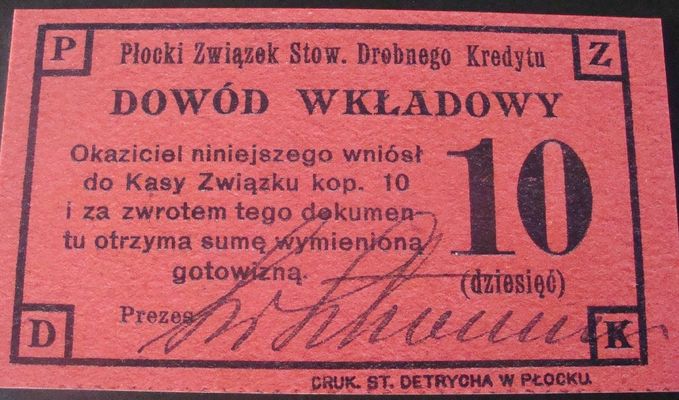 P Płocki Związek Stow. Drobnego Kredytu Z
DOWÓD WKŁADOWY
Okaziciel niniejszego wniósł
do Kasy Związku kop. 10
i za zwrotem tego dokumen-
tu otrzyma sumę wymienioną
gotowizną.
10
(dziesięć)
Prezes
D K
DRUK. ST. DETRYCHA W PŁOCKU.